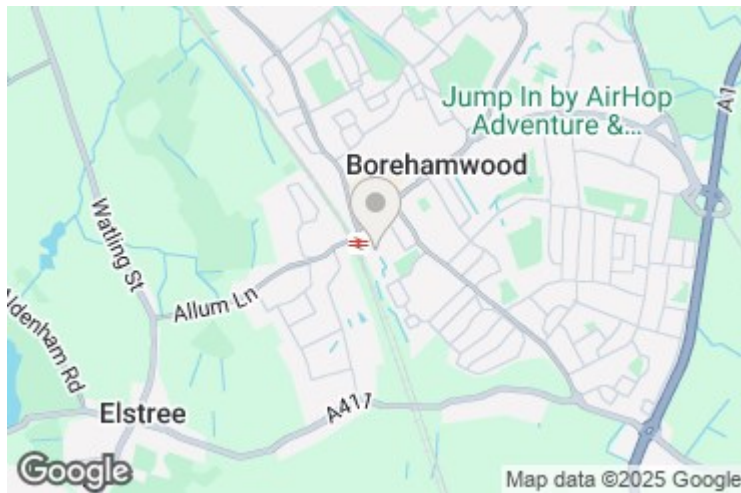 Jump In by AirHop
Adventure &...
A1
Borehamwood
Watling St
Allum Ln
Aldenham Rd
Elstree
A411
Google
Map data ©2025 Google